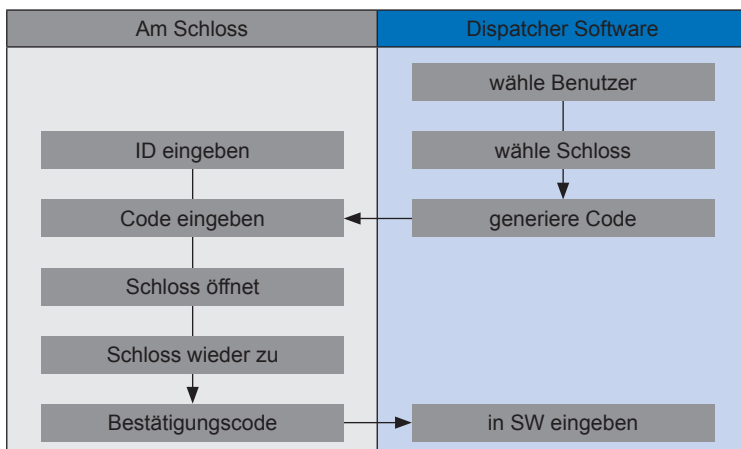 Am Schloss
Dispatcher Software
wähle Benutzer
ID eingeben
wähle Schloss
Code eingeben
generiere Code
Schloss öffnet
Schloss wieder zu
Bestätigungscode
in SW eingeben